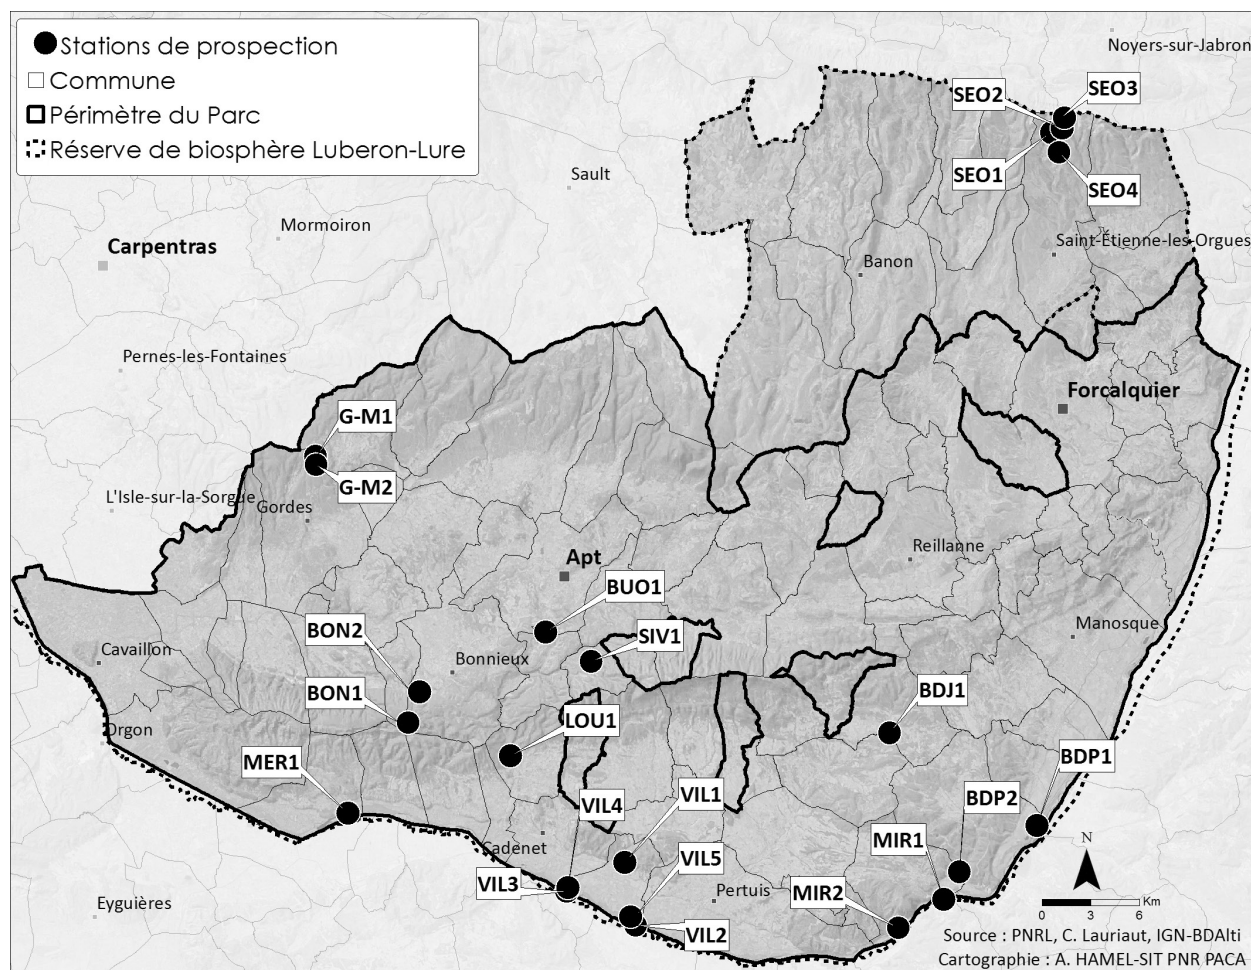 Stations de prospection
Commune
Périmètre du Parc
Réserve de biosphère Luberon-Lure
Noyers-sur-Jabron
SEO3
SEO2
SEO1
SEO4
Sault
Mormoiron
Carpentras
Saint-Étienne-les-Orgues
Banon
Pernes-les-Fontaines
Forcalquier
G-M1
G-M2
L'Isle-sur-la-Sorgue
Gordes
Reillanne
Apt
BUO1
BON2
SIV1
Manosque
Cavaillon
Bonnieux
BON1
BDJ1
LOU1
Orgon
MER1
BDP1
VIL4
VIL1
BDP2
MIR1
Cadenet
VIL5
VIL3
Pertuis
MIR2
Eyguières
VIL2
N
Km
0 3 6
Source : PNRL, C. Lauriaut, IGN-BDAlti
Cartographie : A. HAMEL-SIT PNR PACA